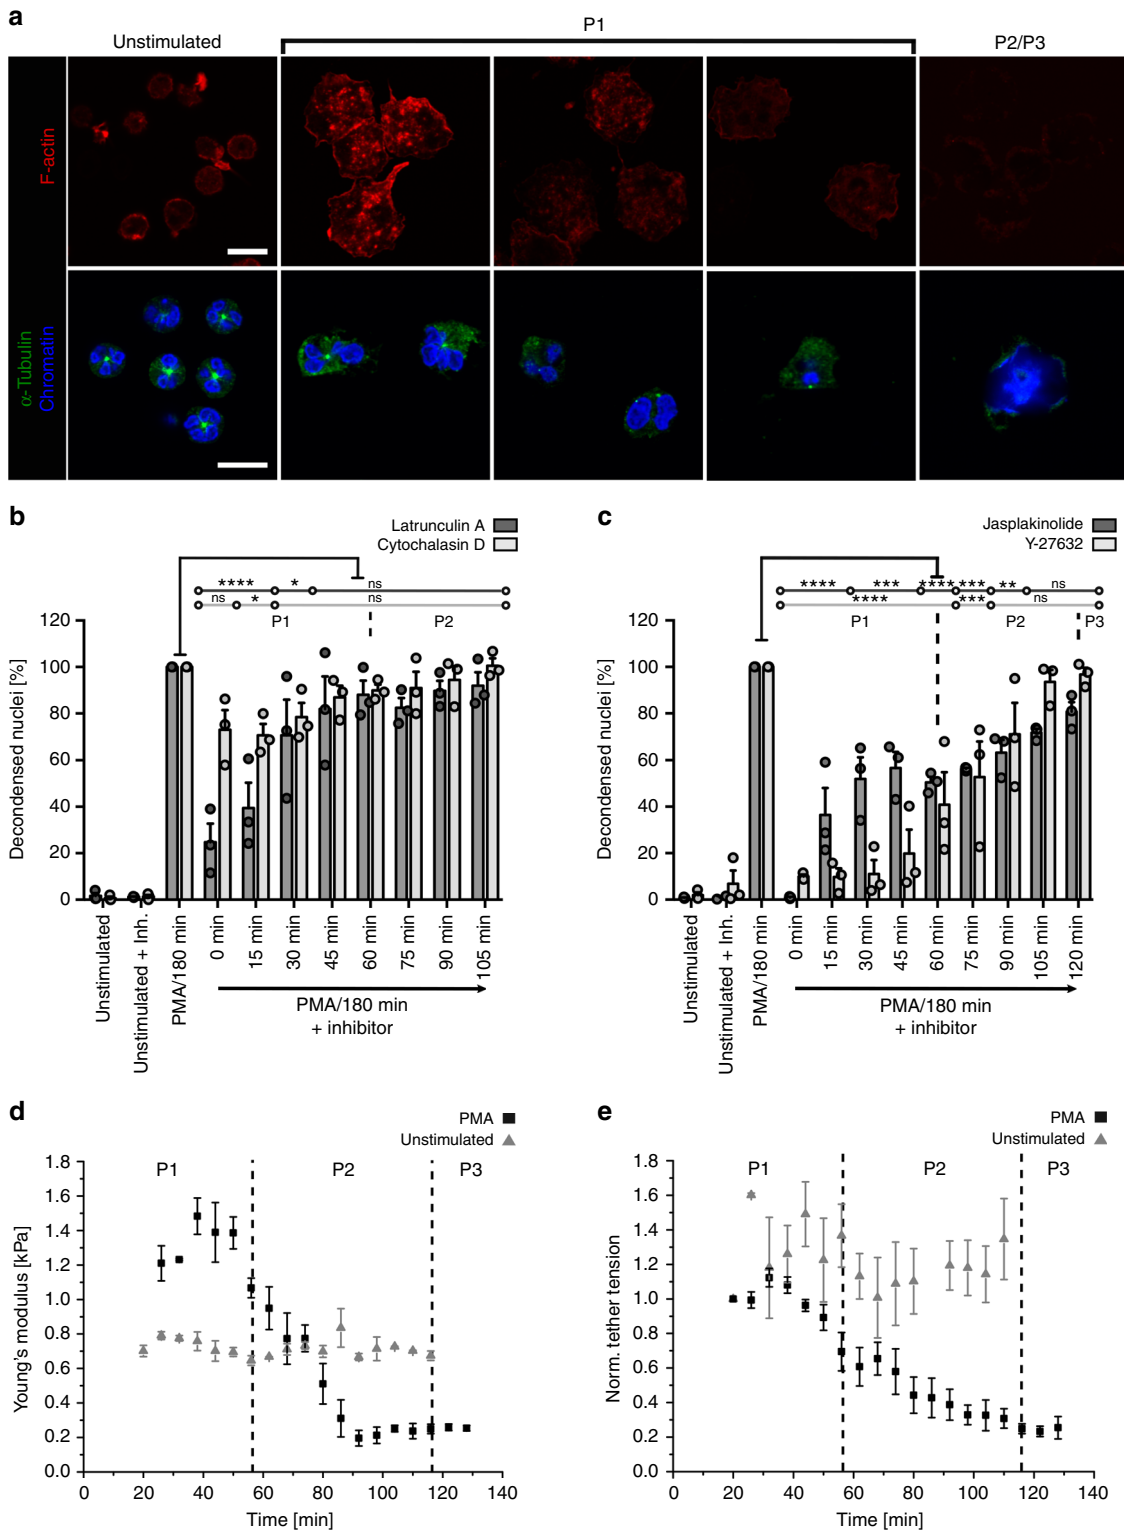 a
Unstimulated
P1
P2/P3
F-actin
α-Tubulin
Chromatin
b
Latrunculin A
Cytochalasin D
**** * ns
ns * ns
P1 P2
Decondensed nuclei [%]
120
100
80
60
40
20
0
Unstimulated
Unstimulated + Inh.
PMA/180 min
0 min
15 min
30 min
45 min
60 min
75 min
90 min
105 min
PMA/180 min
+ inhibitor
c
Jasplakinolide
Y-27632
**** *** **** *** ** ns
**** *** ns
P1 P2 P3
Decondensed nuclei [%]
120
100
80
60
40
20
0
Unstimulated
Unstimulated + Inh.
PMA/180 min
0 min
15 min
30 min
45 min
60 min
75 min
90 min
105 min
120 min
PMA/180 min
+ inhibitor
d
PMA
Unstimulated
P1 P2 P3
Young's modulus [kPa]
1.8
1.6
1.4
1.2
1.0
0.8
0.6
0.4
0.2
0.0
0 20 40 60 80 100 120 140
Time [min]
e
PMA
Unstimulated
P1 P2 P3
Norm. tether tension
1.8
1.6
1.4
1.2
1.0
0.8
0.6
0.4
0.2
0.0
0 20 40 60 80 100 120 140
Time [min]